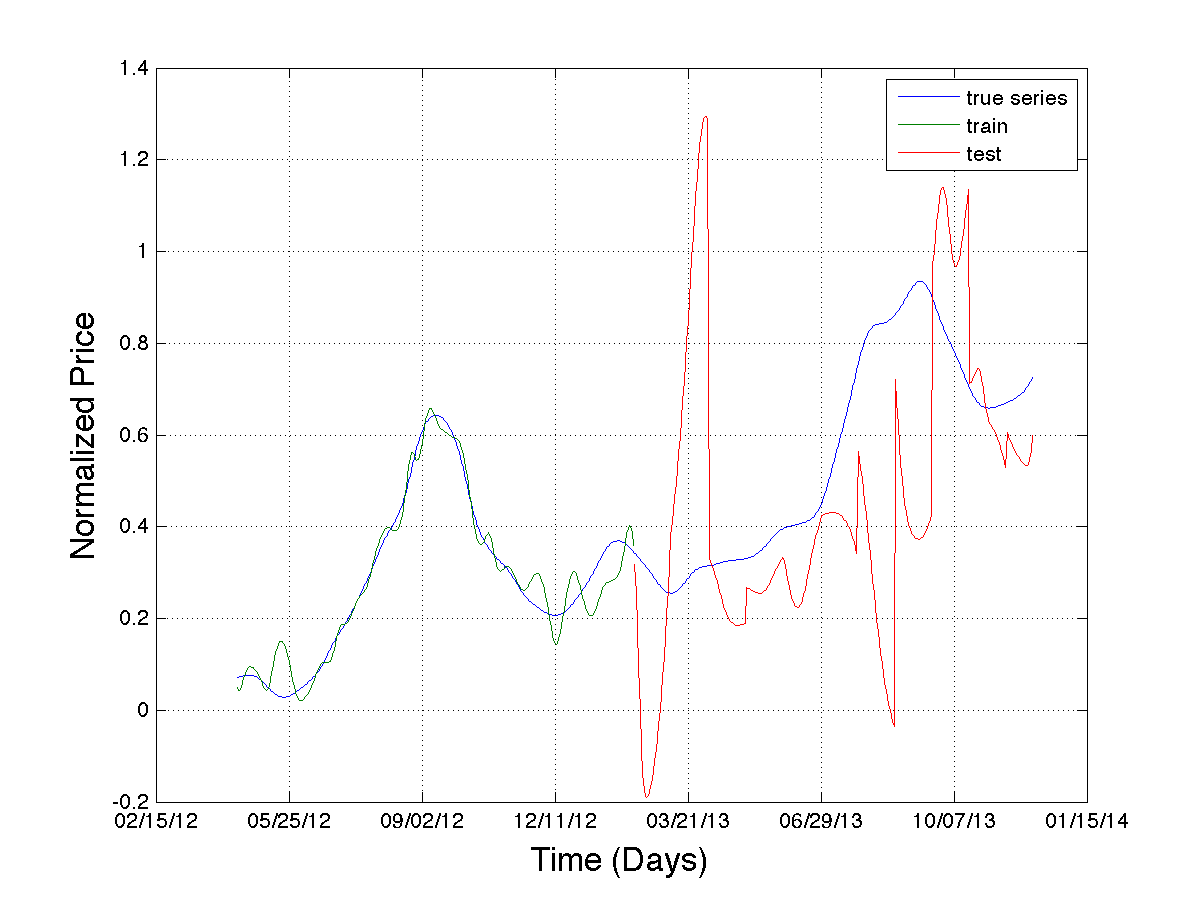 1.4
1.2
1
0.8
0.6
0.4
0.2
0
-0.2
Normalized Price
true series
train
test
02/15/12 05/25/12 09/02/12 12/11/12 03/21/13 06/29/13 10/07/13 01/15/14
Time (Days)